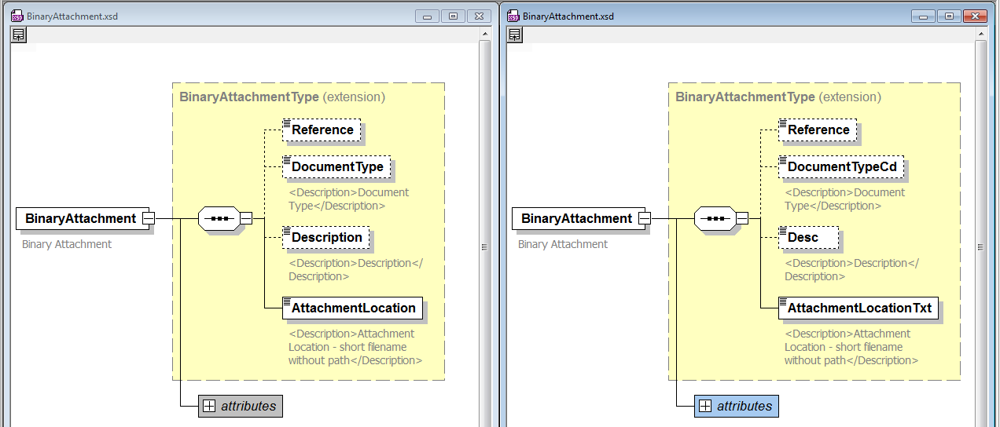 BinaryAttachment.xsd
BinaryAttachmentType (extension)
Reference
DocumentType
<Description>Document
Type</Description>
BinaryAttachment
Binary Attachment
Description
<Description>Description</
Description>
AttachmentLocation
<Description>Attachment
Location - short filename
without path</Description>
attributes
BinaryAttachment.xsd
BinaryAttachmentType (extension)
Reference
DocumentTypeCd
<Description>Document
Type</Description>
BinaryAttachment
Binary Attachment
Desc
<Description>Description</
Description>
AttachmentLocationTxt
<Description>Attachment
Location - short filename
without path</Description>
attributes